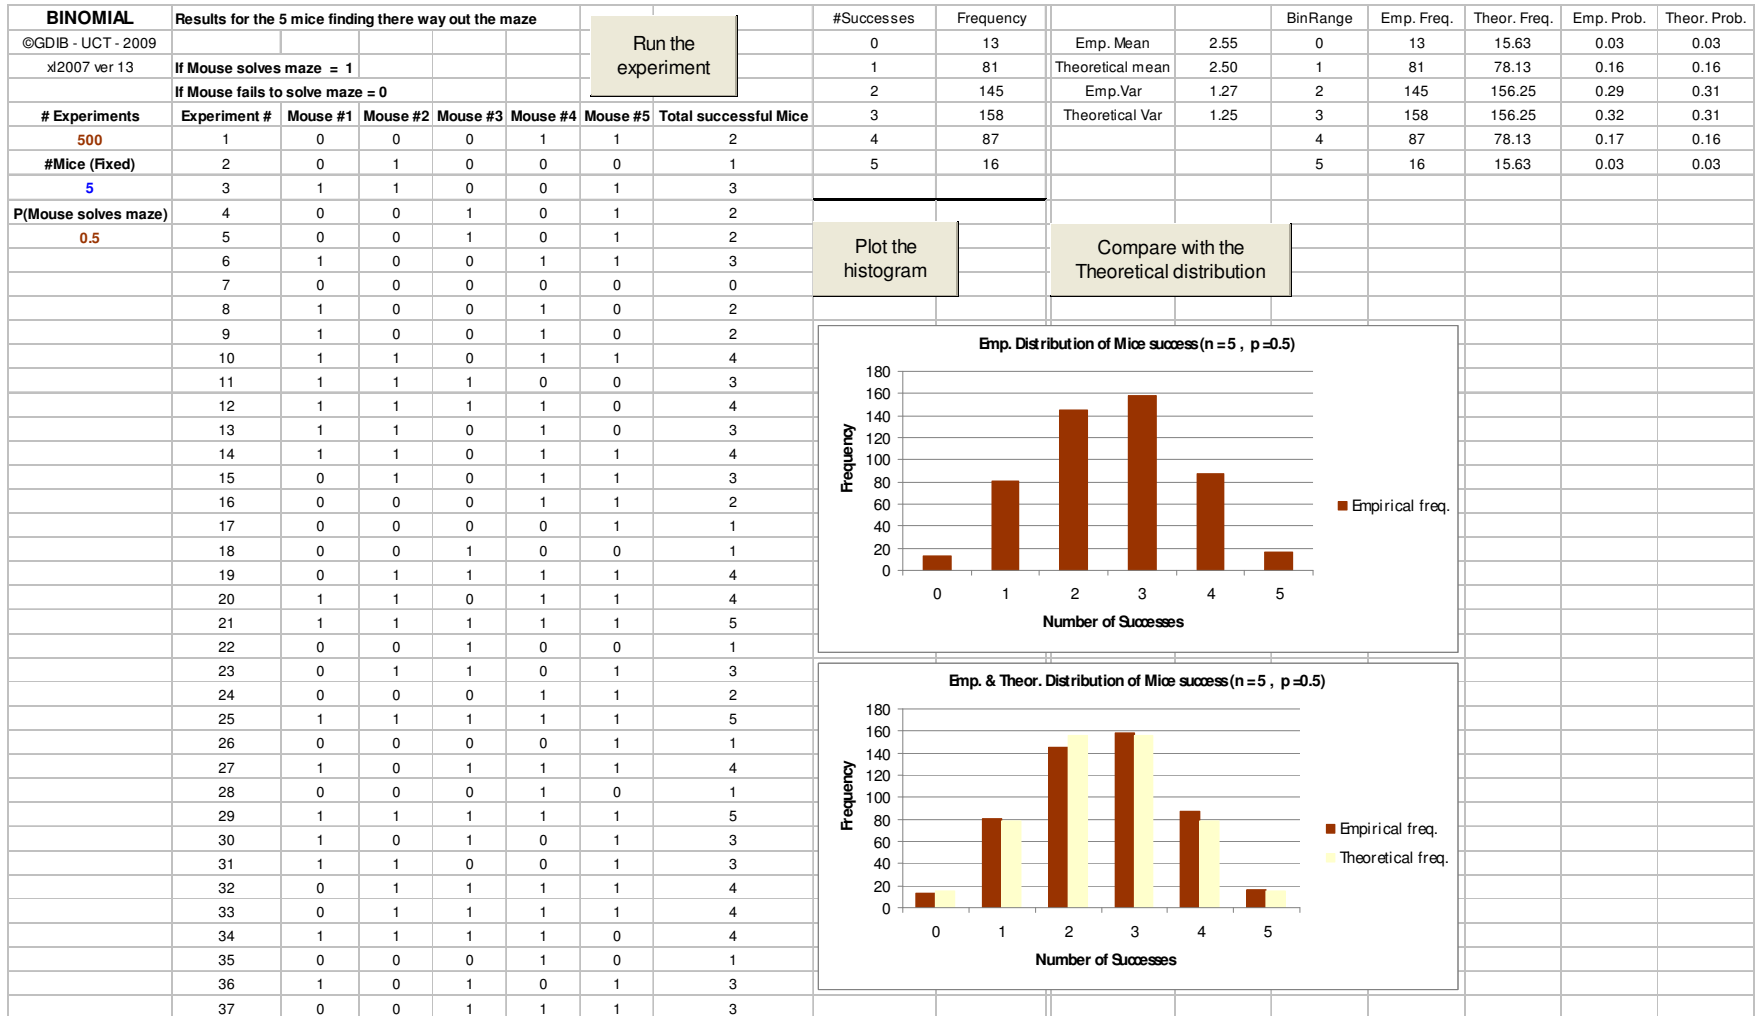 BINOMIAL Results for the 5 mice finding there way out the maze #Successes Frequency BinRange Emp. Freq. Theor. Freq. Emp. Prob. Theor. Prob.
©GDIB - UCT - 2009 Run the 0 13 Emp. Mean 2.55 0 13 15.63 0.03 0.03
xl2007 ver 13 If Mouse solves maze = 1 experiment 1 81 Theoretical mean 2.50 1 81 78.13 0.16 0.16
If Mouse fails to solve maze = 0 2 145 Emp.Var 1.27 2 145 156.25 0.29 0.31
# Experiments Experiment # Mouse #1 Mouse #2 Mouse #3 Mouse #4 Mouse #5 Total successful Mice 3 158 Theoretical Var 1.25 3 158 156.25 0.32 0.31
500 1 0 0 0 1 1 2 4 87 4 87 78.13 0.17 0.16
#Mice (Fixed) 2 0 1 0 0 0 1 5 16 5 16 15.63 0.03 0.03
5 3 1 1 0 0 1 3
P(Mouse solves maze) 4 0 0 1 0 1 2
0.5 5 0 0 1 0 1 2
6 1 0 0 1 1 3
7 0 0 0 0 0 0
8 1 0 0 1 0 2
9 1 0 0 1 0 2
10 1 1 0 1 1 4
11 1 1 1 0 0 3
12 1 1 1 1 0 4
13 1 1 0 1 0 3
14 1 1 0 1 1 4
15 0 1 0 1 1 3
16 0 0 0 1 1 2
17 0 0 0 0 1 1
18 0 0 1 0 0 1
19 0 1 1 1 1 4
20 1 1 0 1 1 4
21 1 1 1 1 1 5
22 0 0 1 0 0 1
23 0 1 1 0 1 3
24 0 0 0 1 1 2
25 1 1 1 1 1 5
26 0 0 0 0 1 1
27 1 0 1 1 1 4
28 0 0 0 1 0 1
29 1 1 1 1 1 5
30 1 0 1 0 1 3
31 1 1 0 0 1 3
32 0 1 1 1 1 4
33 0 1 1 1 1 4
34 1 1 1 1 0 4
35 0 0 0 1 0 1
36 1 0 1 0 1 3
37 0 0 1 1 1 3
Plot the
histogram
Compare with the
Theoretical distribution
Emp. Distribution of Mice success (n = 5 , p =0.5)
180
160
140
120
100
80
60
40
20
0
Frequency
0 1 2 3 4 5
Number of Successes
Empirical freq.
Emp. & Theor. Distribution of Mice success (n = 5 , p =0.5)
180
160
140
120
100
80
60
40
20
0
Frequency
0 1 2 3 4 5
Number of Successes
Empirical freq.
Theoretical freq.